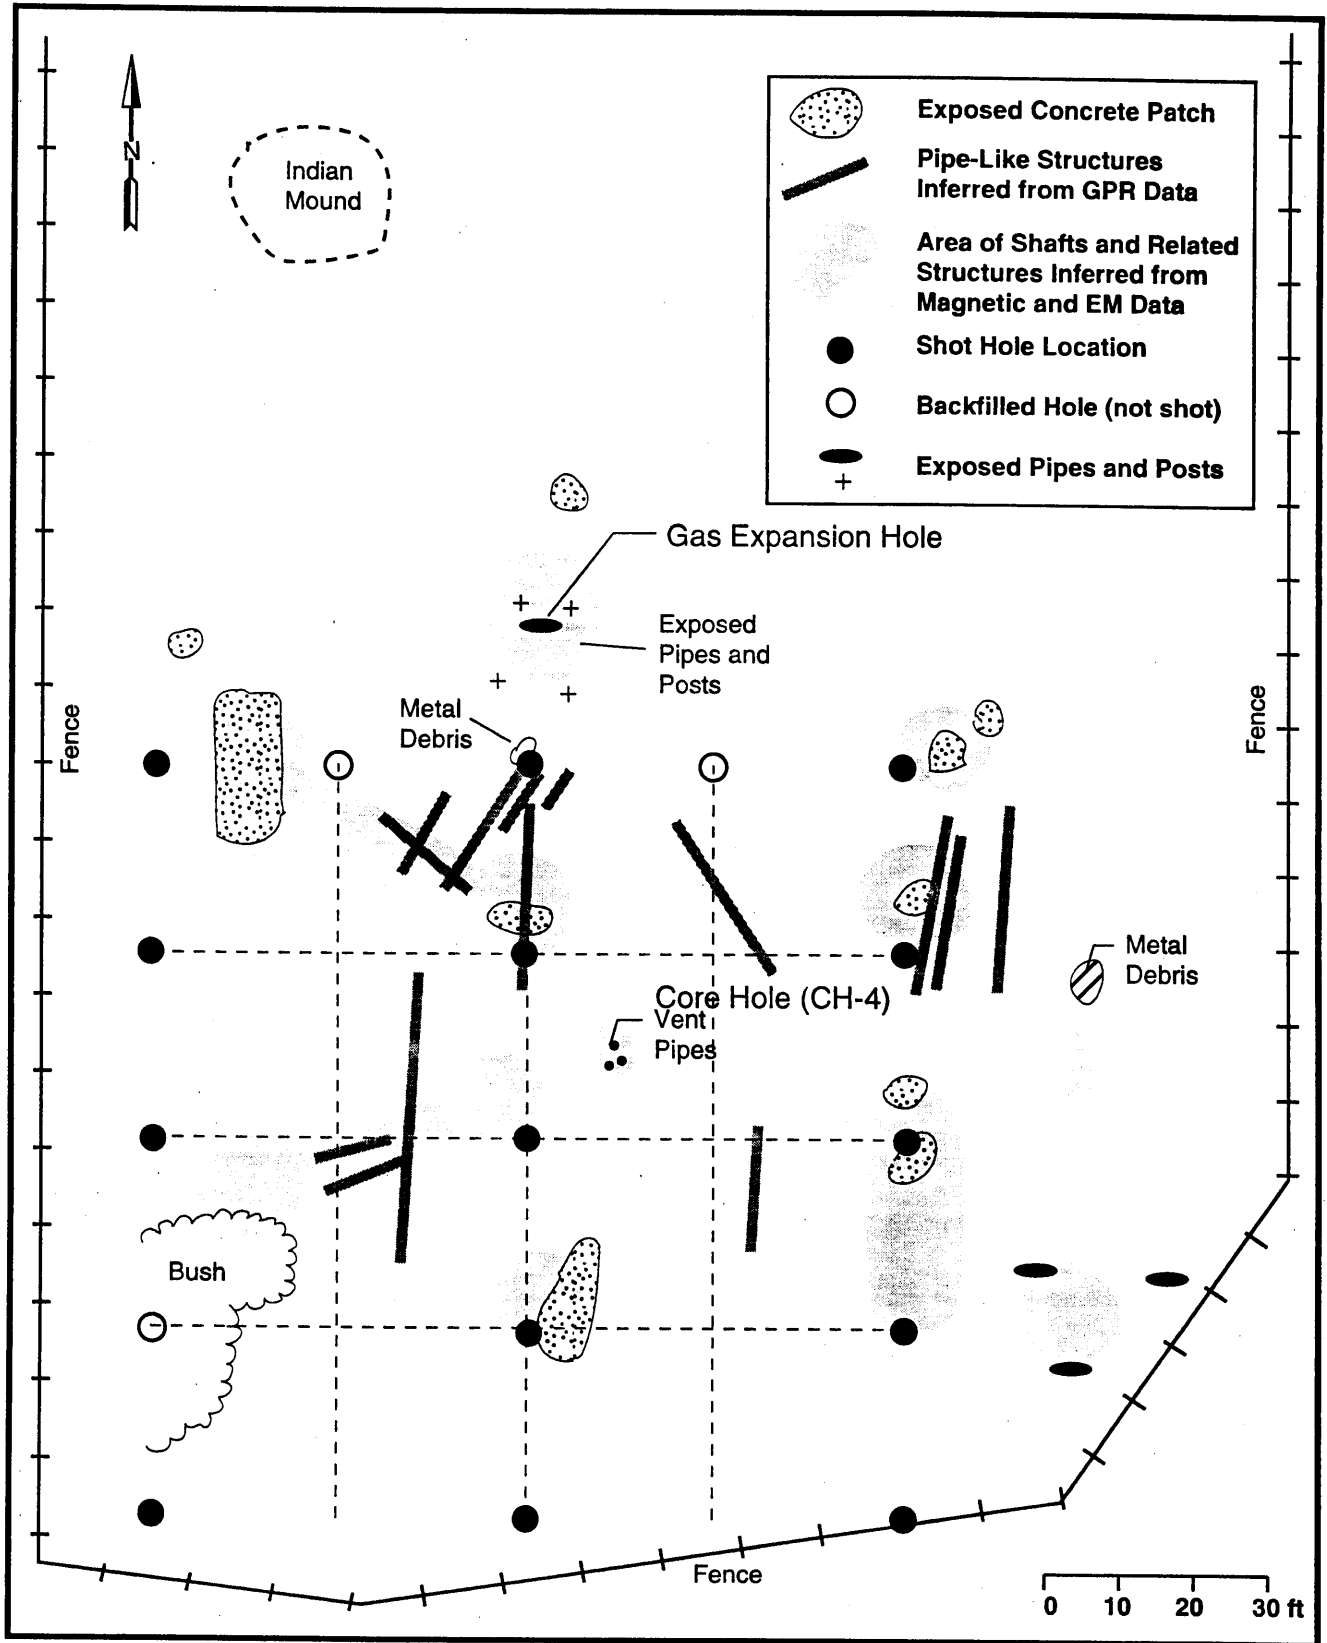 N
Indian
Mound
Exposed Concrete Patch
Pipe-Like Structures
Inferred from GPR Data
Area of Shafts and Related
Structures Inferred from
Magnetic and EM Data
Shot Hole Location
Backfilled Hole (not shot)
Exposed Pipes and Posts
Gas Expansion Hole
Exposed
Pipes and
Posts
Metal
Debris
Fence
Fence
Metal
Debris
Core Hole (CH-4)
Vent
Pipes
Bush
Fence
0 10 20 30 ft